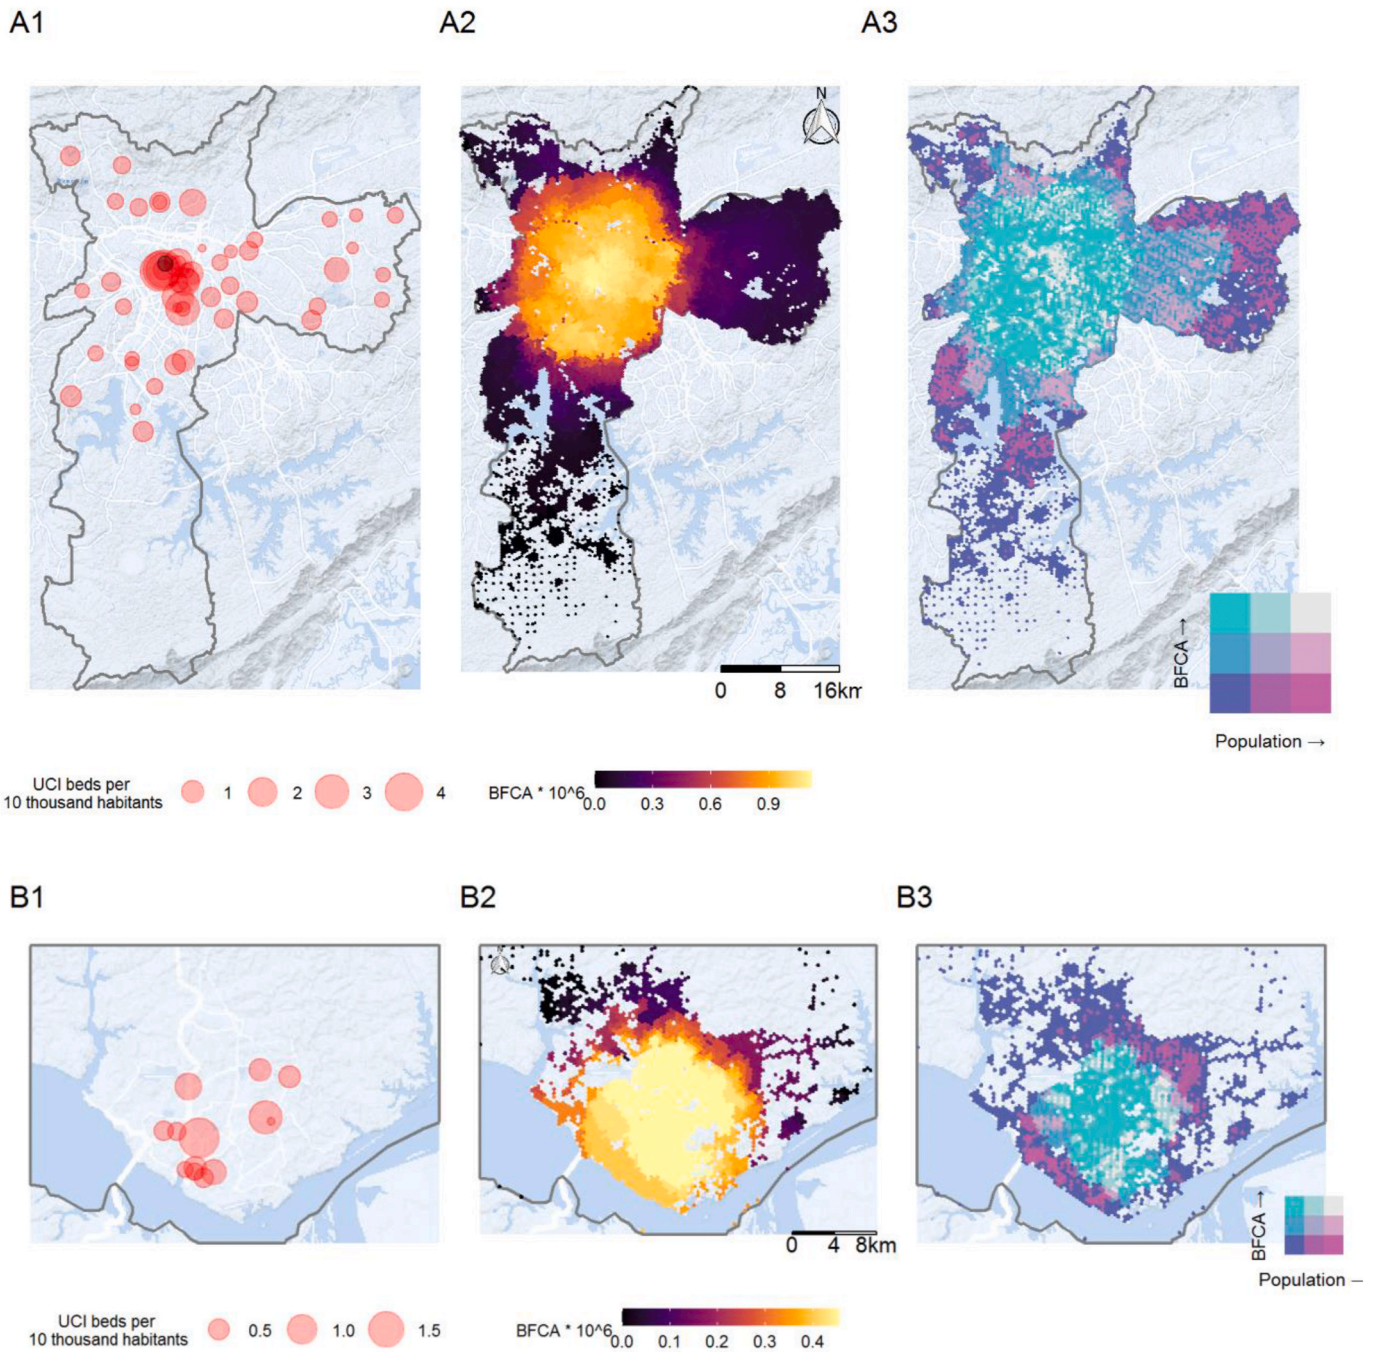 A1
A2
A3
N
0 8 16km
BFCA →
Population →
UCI beds per
10 thousand habitants
1 2 3 4
BFCA * 10^6
0.0 0.3 0.6 0.9
B1
B2
B3
0 4 8km
BFCA →
Population –
UCI beds per
10 thousand habitants
0.5 1.0 1.5
BFCA * 10^6
0.0 0.1 0.2 0.3 0.4